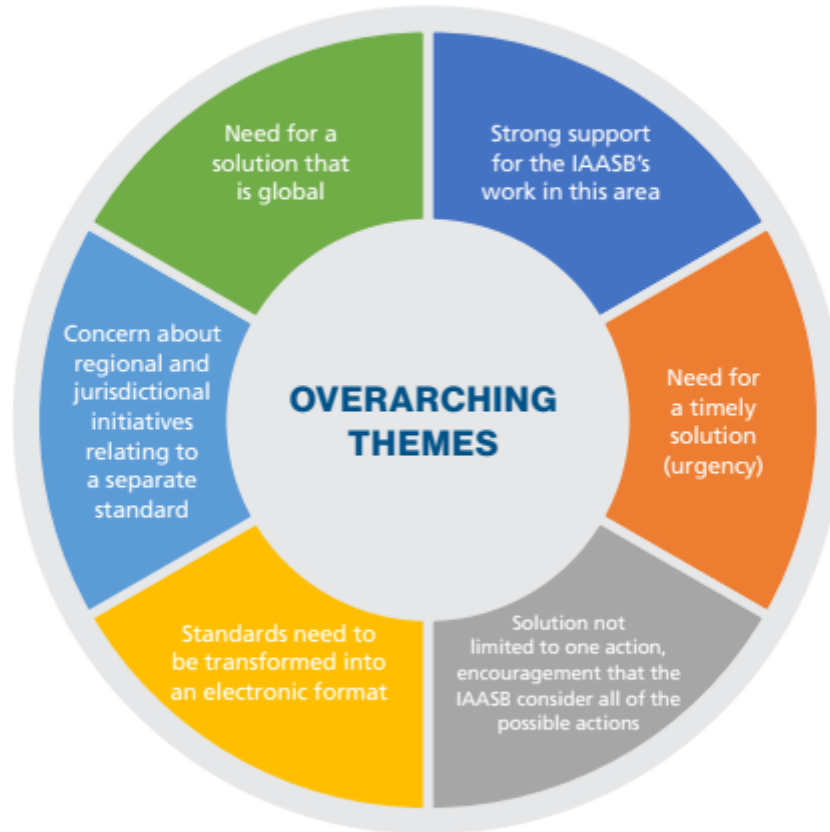 OVERARCHING
THEMES
Strong support
for the IAASB's
work in this area
Need for
a timely
solution
(urgency)
Solution not
limited to one action,
encouragement that the
IAASB consider all of the
possible actions
Standards need to
be transformed into
an electronic format
Concern about
regional and
jurisdictional
initiatives
relating to
a separate
standard
Need for a
solution that
is global